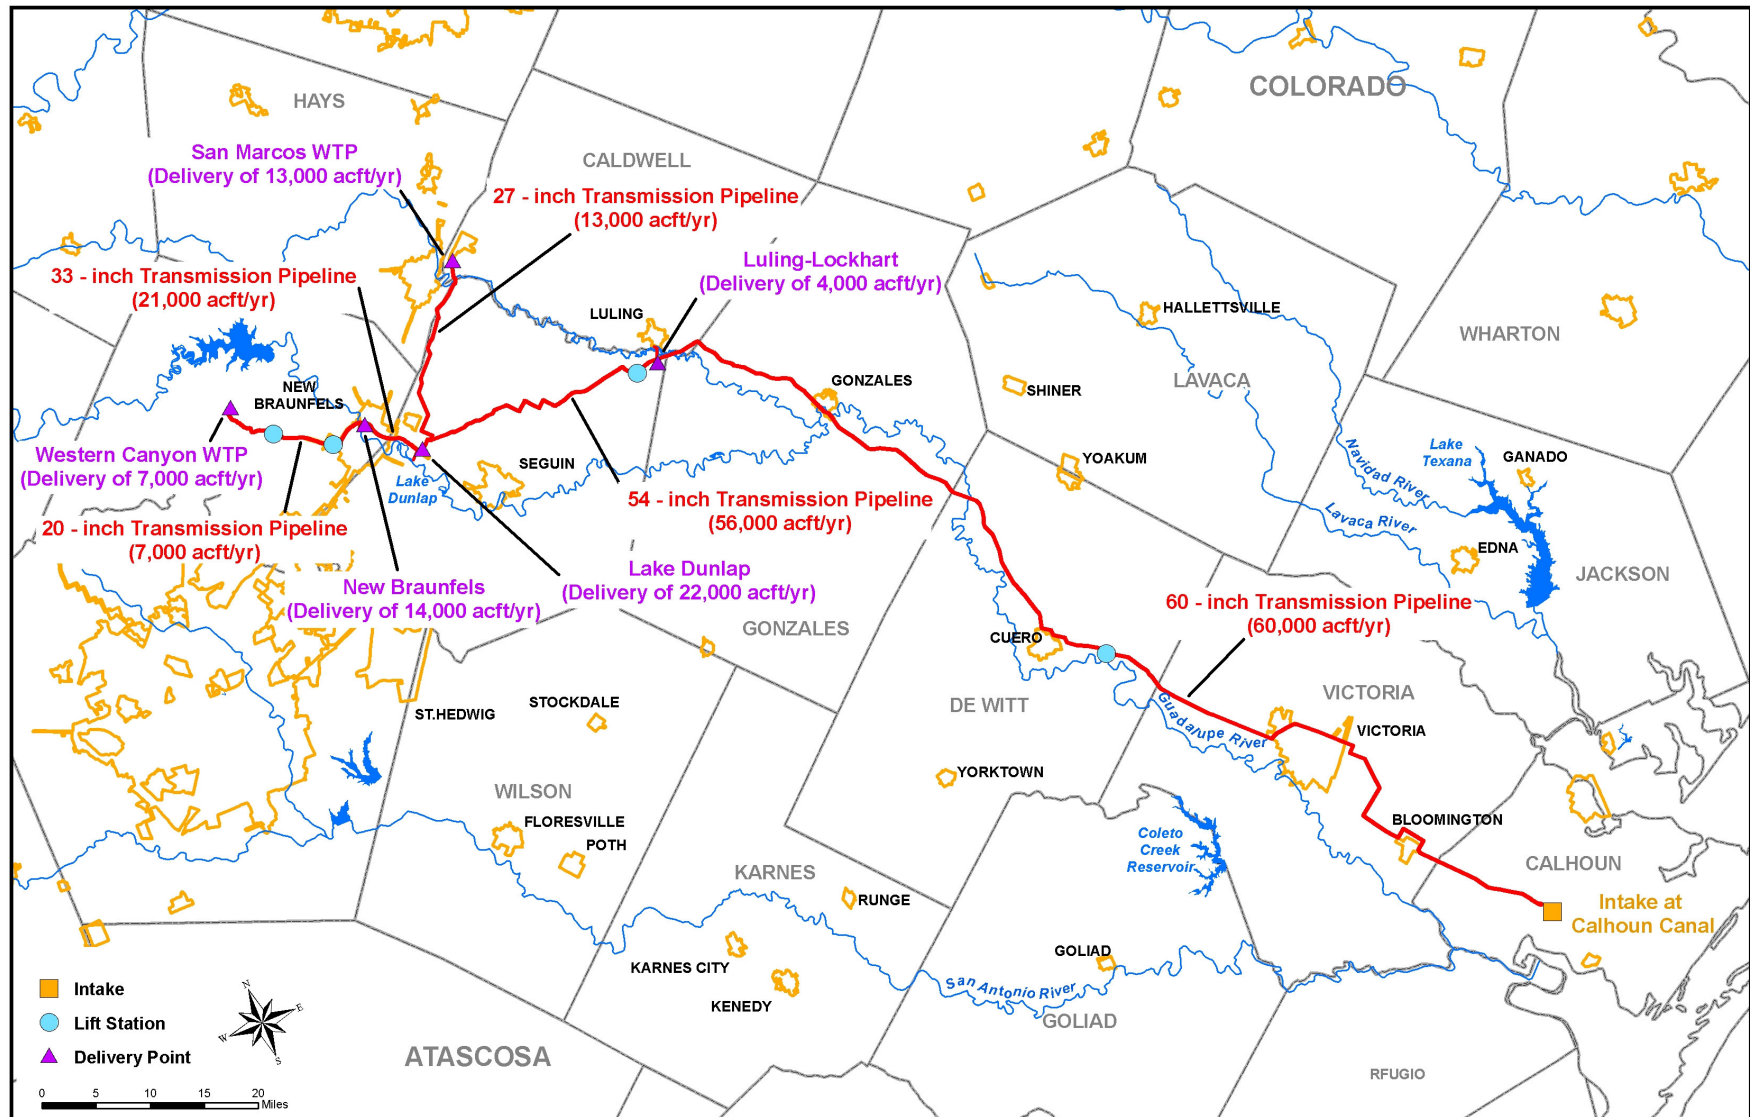 COLORADO
HAYS
San Marcos WTP
(Delivery of 13,000 acft/yr)
CALDWELL
27 - inch Transmission Pipeline
(13,000 acft/yr)
33 - inch Transmission Pipeline
(21,000 acft/yr)
Luling-Lockhart
(Delivery of 4,000 acft/yr)
LULING
HALLETTSVILLE
WHARTON
NEW
BRAUNFELS
GONZALES
SHINER
LAVACA
Western Canyon WTP
(Delivery of 7,000 acft/yr)
Lake
Dunlap
SEGUIN
YOAKUM
Navidad River
Lake
Texana
GANADO
20 - inch Transmission Pipeline
(7,000 acft/yr)
54 - inch Transmission Pipeline
(56,000 acft/yr)
Lavaca River
EDNA
JACKSON
New Braunfels
(Delivery of 14,000 acft/yr)
Lake Dunlap
(Delivery of 22,000 acft/yr)
GONZALES
60 - inch Transmission Pipeline
(60,000 acft/yr)
CUERO
ST.HEDWIG
STOCKDALE
DE WITT
Guadalupe River
VICTORIA
VICTORIA
YORKTOWN
WILSON
FLORESVILLE
POTH
Coleto
Creek
Reservoir
BLOOMINGTON
KARNES
RUNGE
CALHOUN
Intake at
Calhoun Canal
KARNES CITY
KENEDY
GOLIAD
San Antonio River
GOLIAD
Intake
Lift Station
Delivery Point
N
E
W
S
ATASCOSA
RFUGIO
0 5 10 15 20
Miles